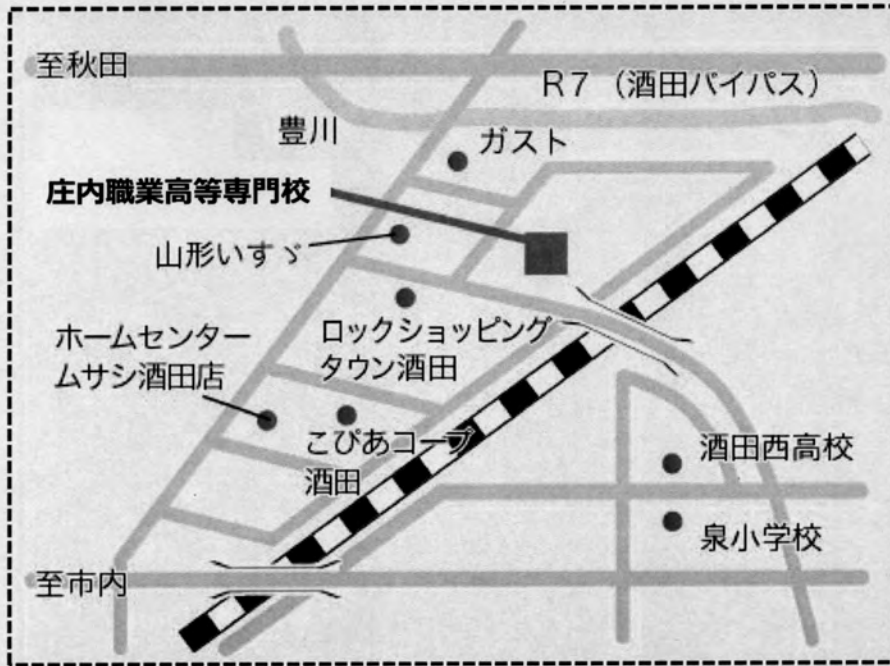 至秋田
R7（酒田バイパス）
豊川
ガスト
庄内職業高等専門校
山形いすゞ
ホームセンター
ムサシ酒田店
ロックショッピング
タウン酒田
こぴあコープ
酒田
酒田西高校
泉小学校
至市内